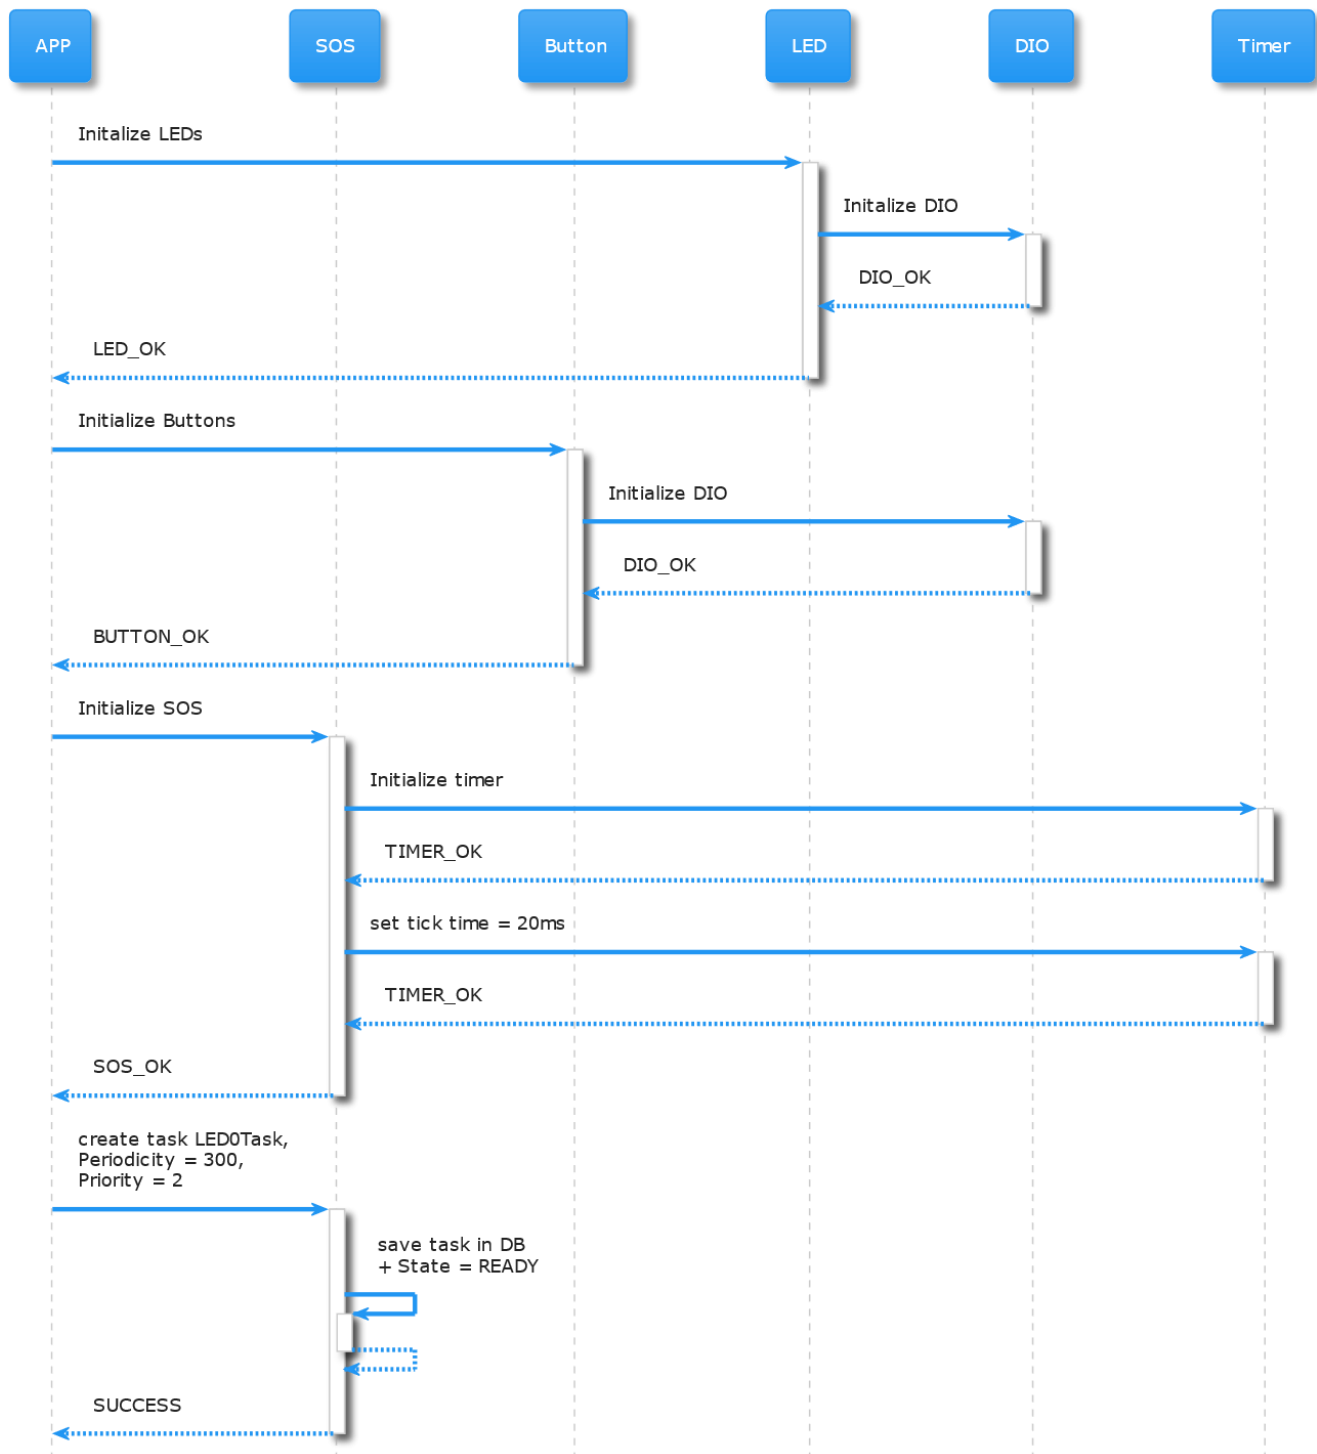 APP
SOS
Button
LED
DIO
Timer
Initalize LEDs
Initalize DIO
DIO_OK
LED_OK
Initialize Buttons
Initialize DIO
DIO_OK
BUTTON_OK
Initialize SOS
Initialize timer
TIMER_OK
set tick time = 20ms
TIMER_OK
SOS_OK
create task LED0Task,
Periodicity = 300,
Priority = 2
save task in DB
+ State = READY
SUCCESS